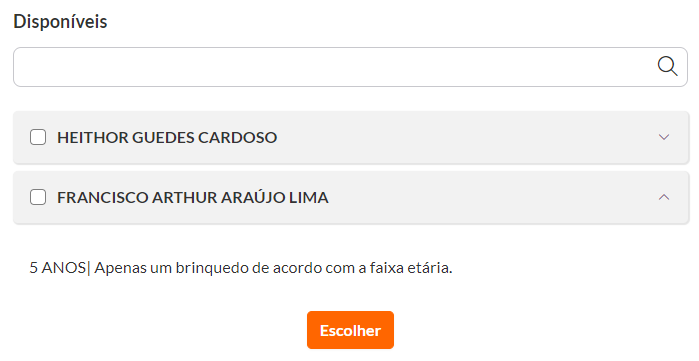 Disponíveis
HEITHOR GUEDES CARDOSO
FRANCISCO ARTHUR ARAÚJO LIMA
5 ANOS| Apenas um brinquedo de acordo com a faixa etária.
Escolher